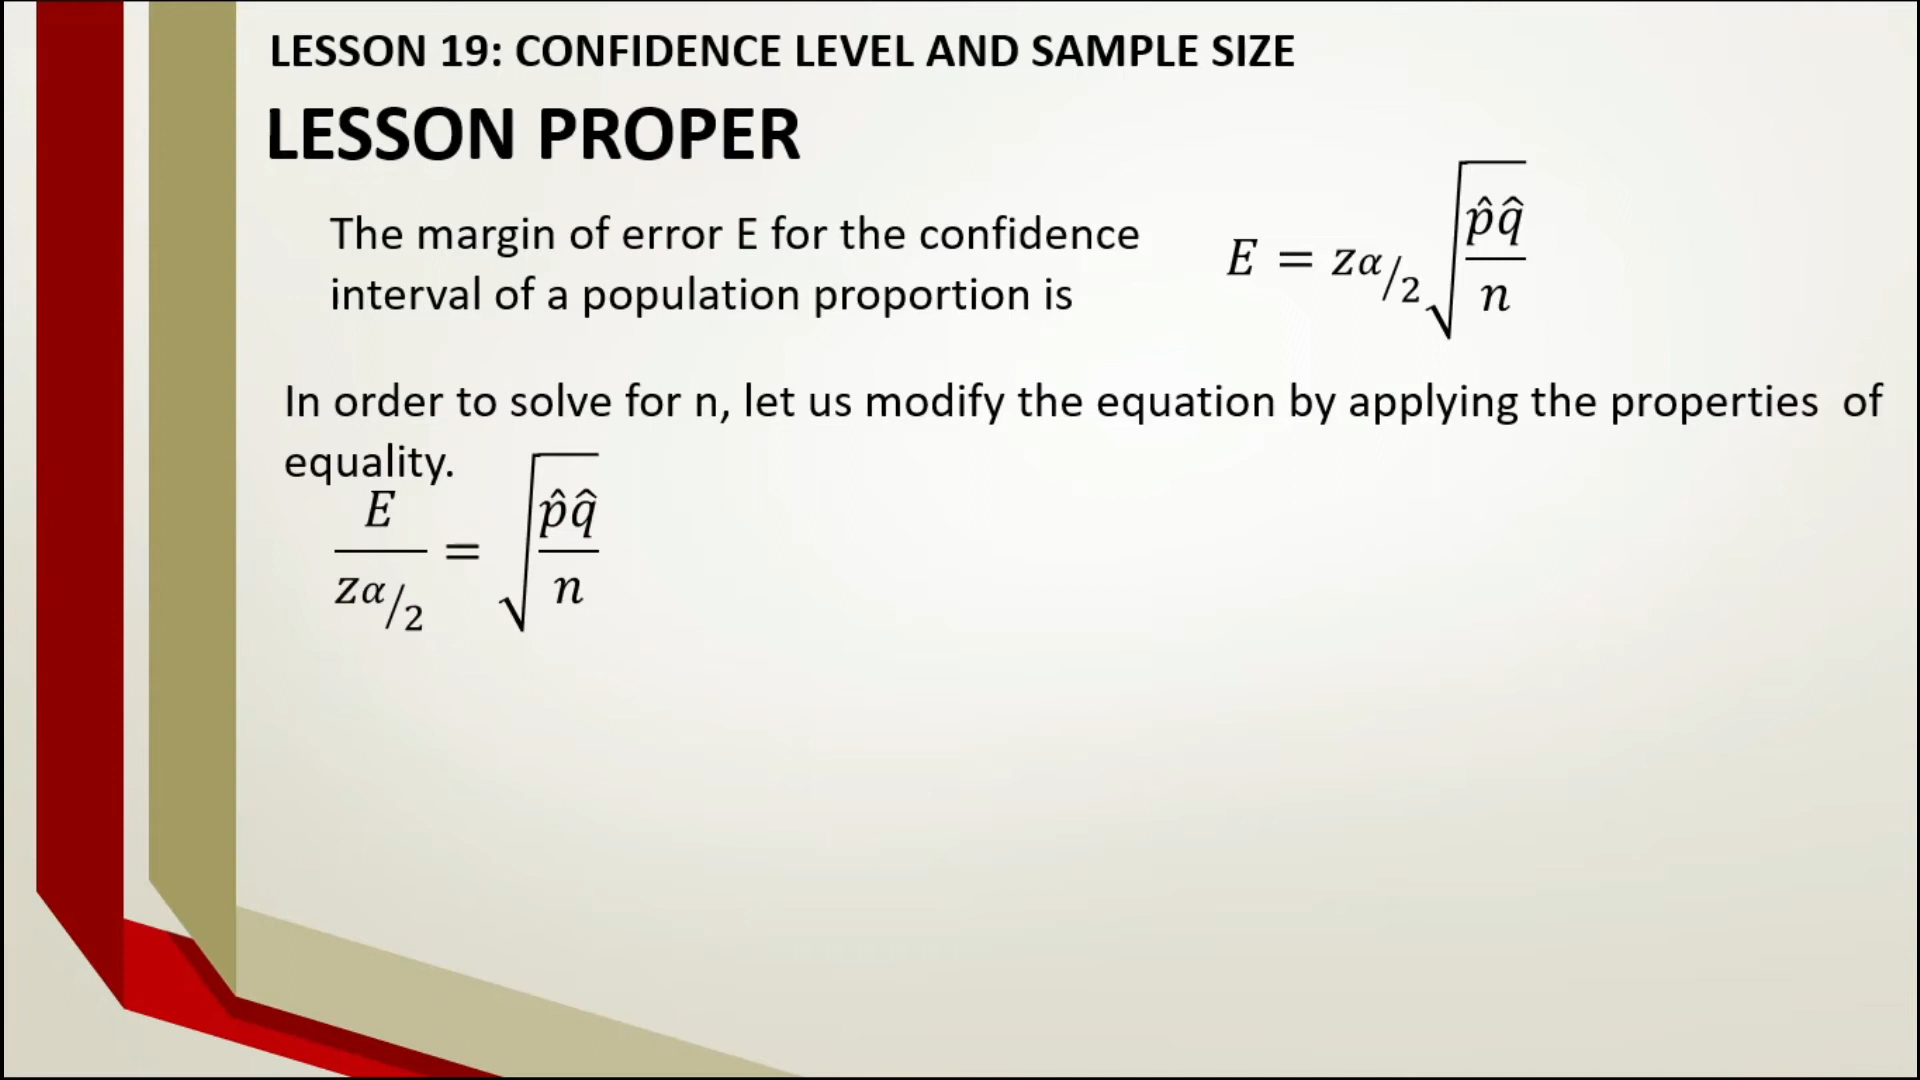 LESSON 19: CONFIDENCE LEVEL AND SAMPLE SIZE
LESSON PROPER
The margin of error E for the confidence
interval of a population proportion is
E = zα/2 √(p̂q̂/n)
In order to solve for n, let us modify the equation by applying the properties of
equality.
E/zα/2 = √(p̂q̂/n)